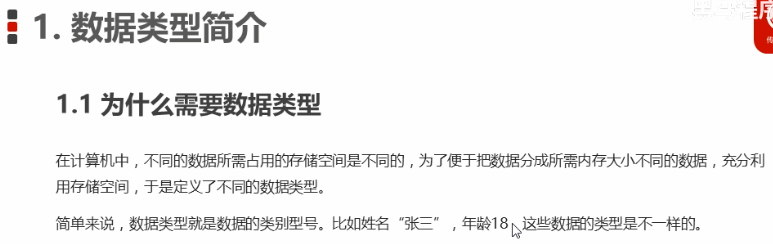 1. 数据类型简介
1.1 为什么需要数据类型
在计算机中，不同的数据所需占用的存储空间是不同的，为了便于把数据分成所需内存大小不同的数据，充分利
用存储空间，于是定义了不同的数据类型。
简单来说，数据类型就是数据的类别型号。比如姓名“张三”，年龄18，这些数据的类型是不一样的。